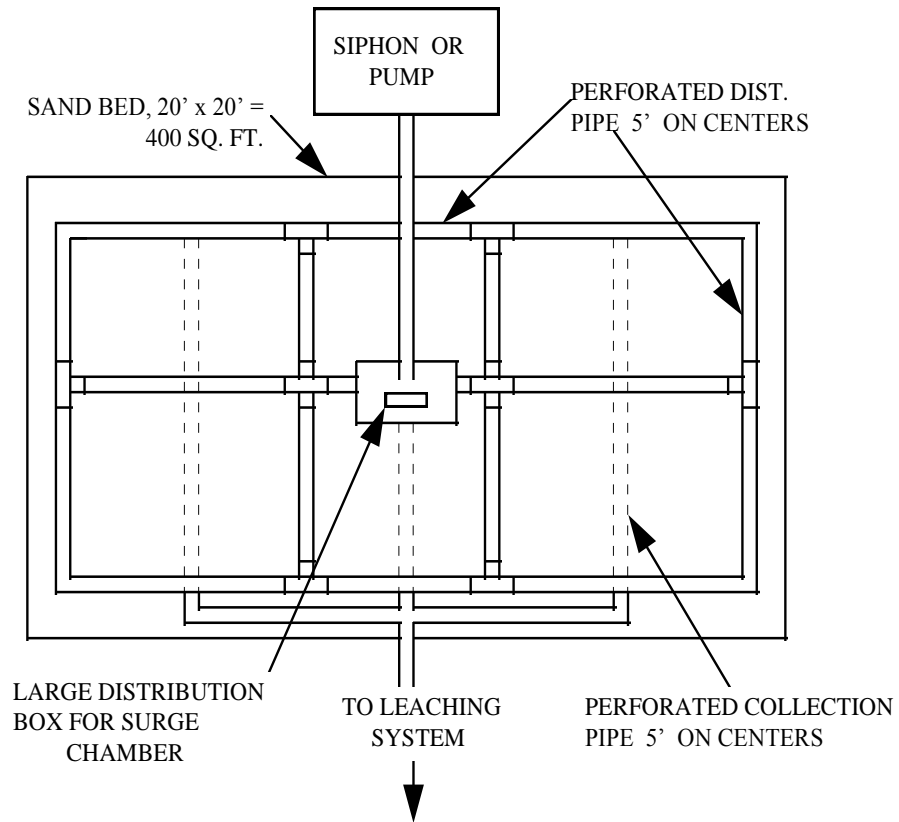 SIPHON OR
PUMP
SAND BED, 20’ x 20’ =
400 SQ. FT.
PERFORATED DIST.
PIPE 5’ ON CENTERS
LARGE DISTRIBUTION
BOX FOR SURGE
CHAMBER
TO LEACHING
SYSTEM
PERFORATED COLLECTION
PIPE 5’ ON CENTERS